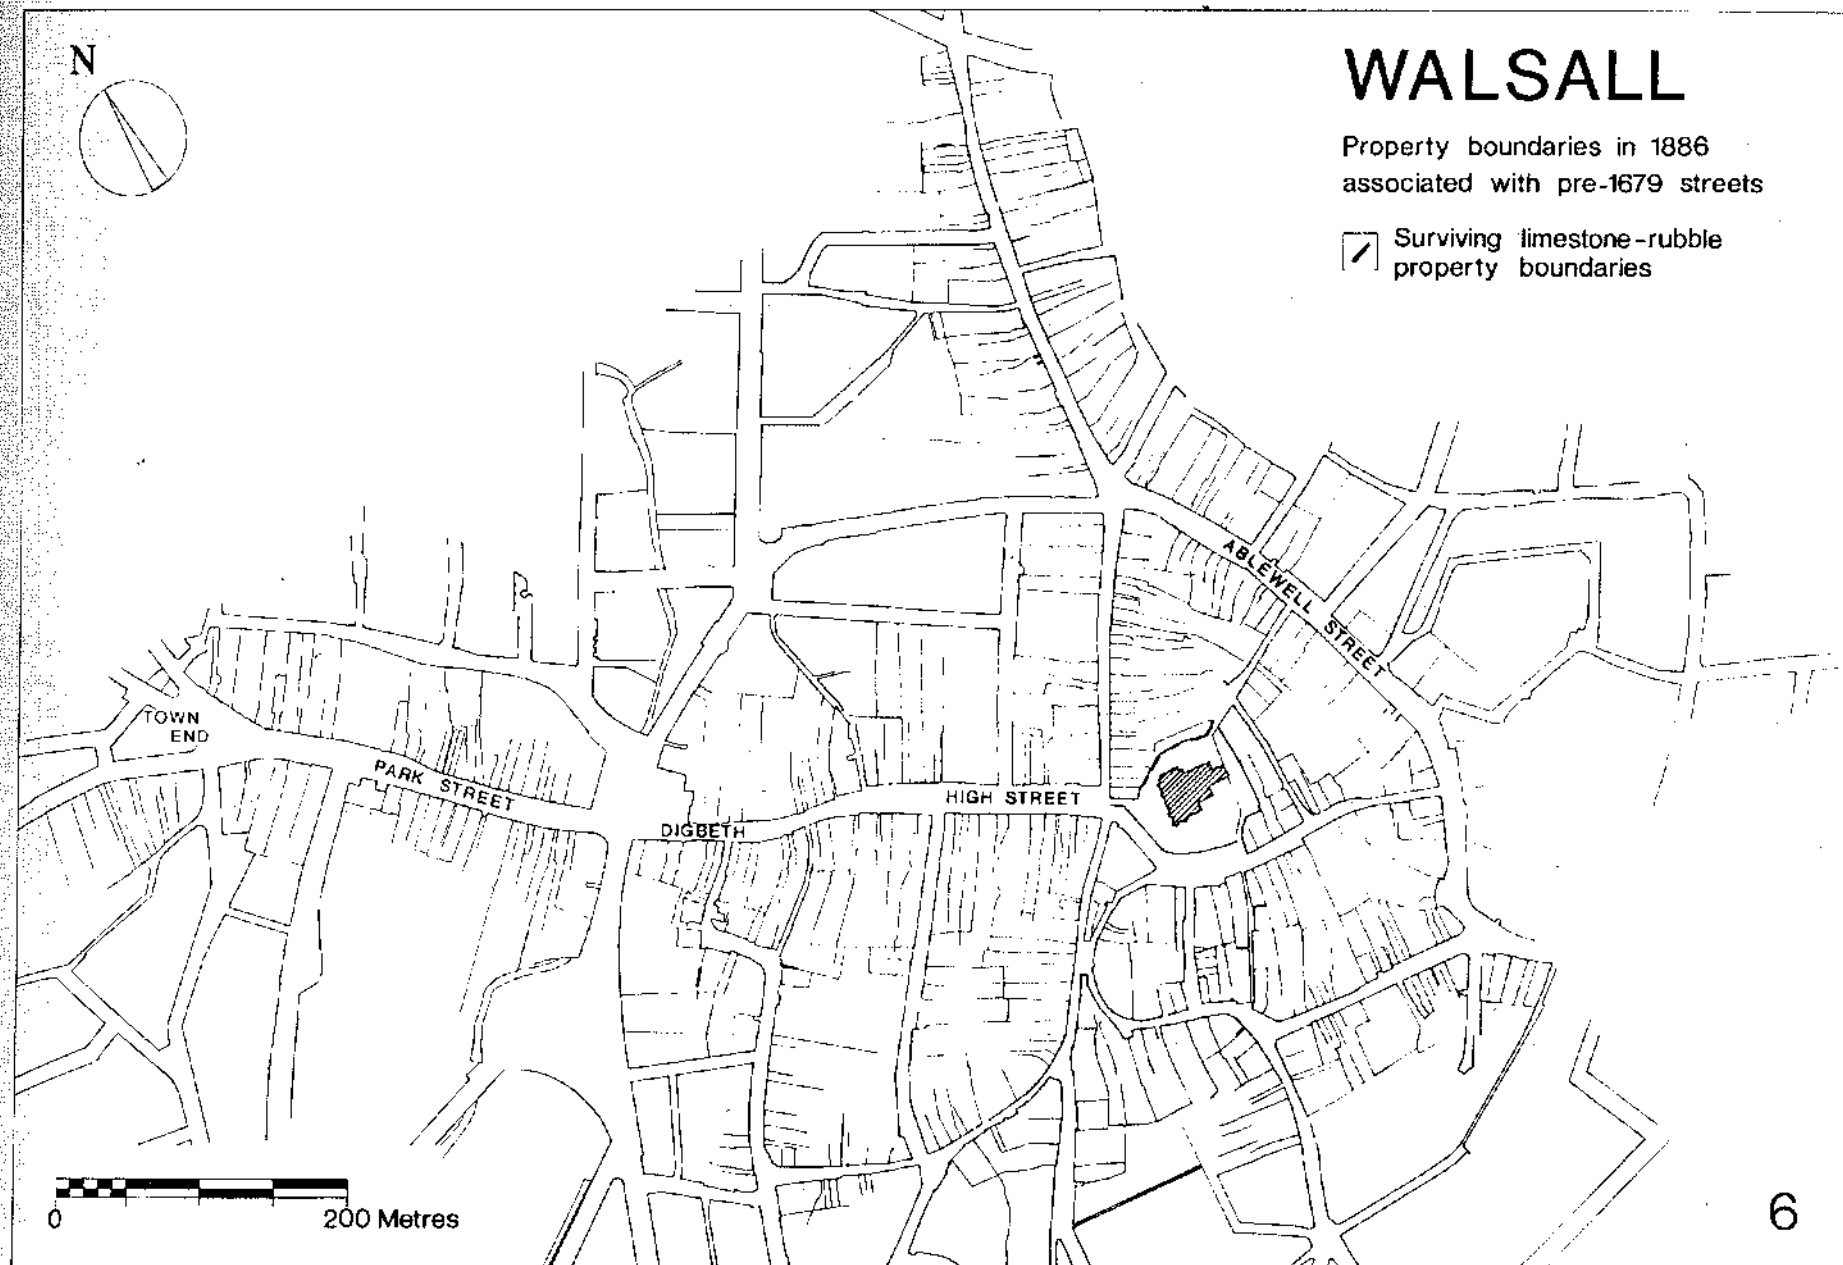 N
WALSALL
Property boundaries in 1886
associated with pre-1679 streets
Surviving limestone-rubble
property boundaries
ABLEWELL STREET
TOWN
END
PARK STREET
HIGH STREET
DIGBETH
0
200 Metres
6